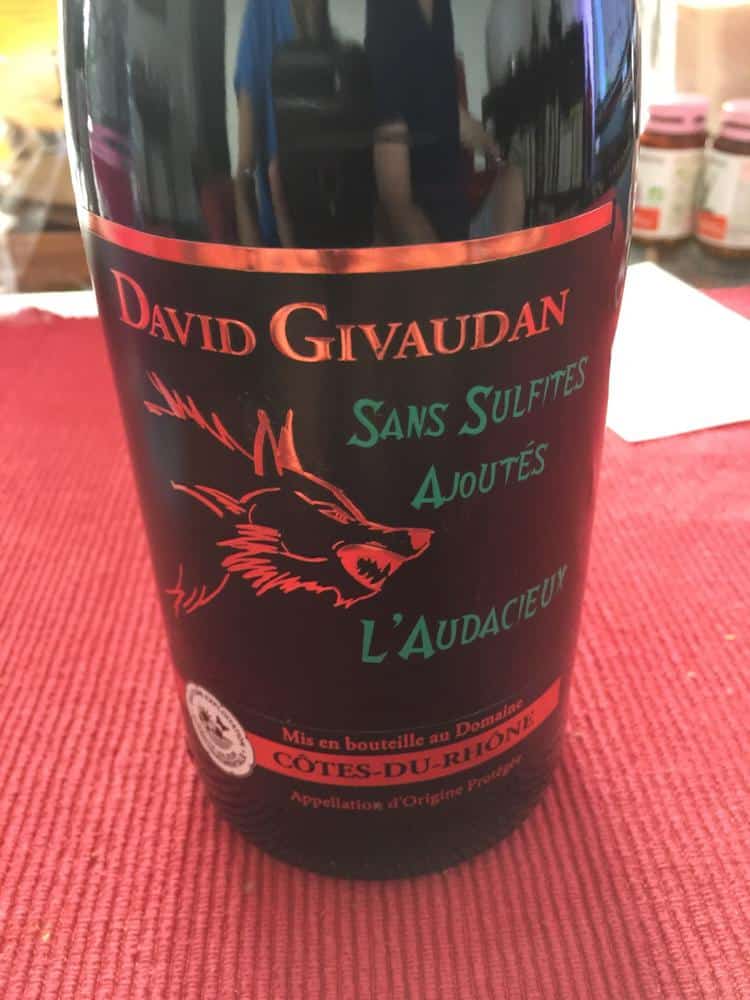 David Givaudan
Sans Sulfites
Ajoutés
L'Audacieux
Mis en bouteille au Domaine
CÔTES-DU-RHÔNE
Appellation d'Origine Protégée